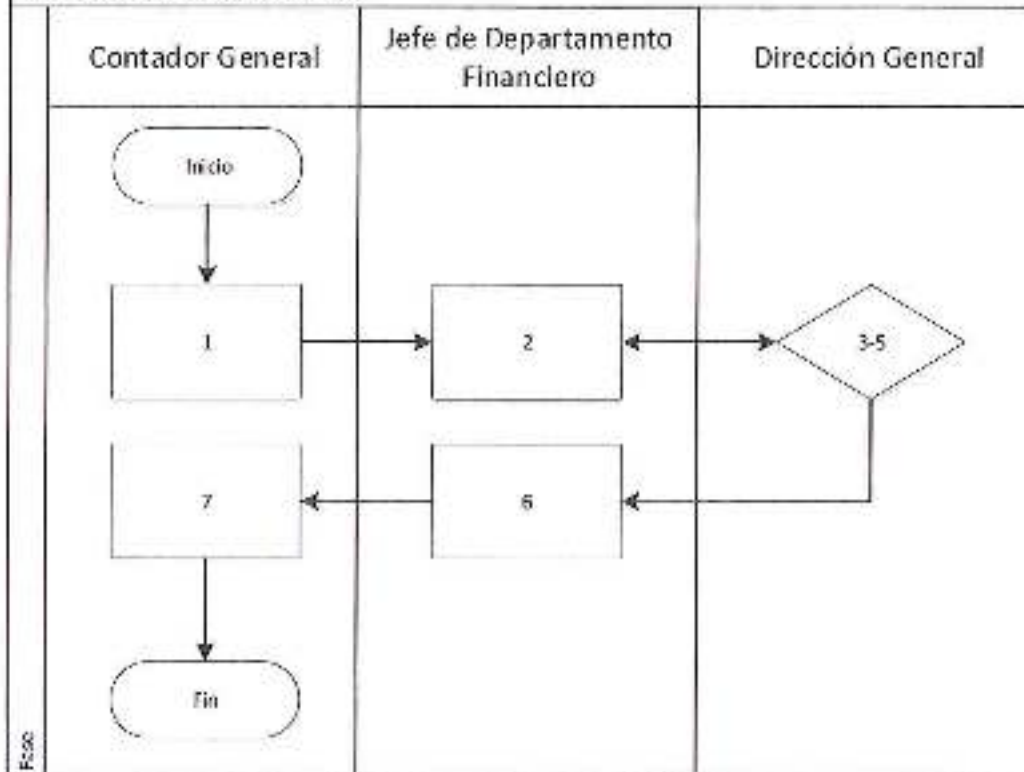 Contador General
Jefe de Departamento
Financiero
Dirección General
Inicio
1
2
3-5
7
6
Fin
Fase